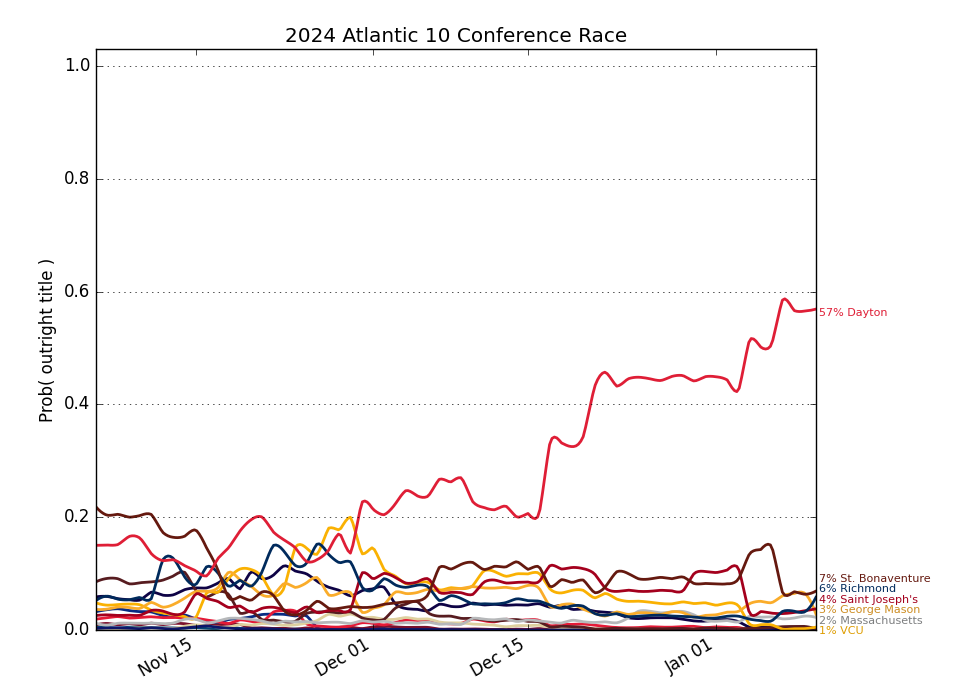 2024 Atlantic 10 Conference Race
Prob( outright title )
1.0
0.8
0.6
0.4
0.2
0.0
Nov 15
Dec 01
Dec 15
Jan 01
57% Dayton
7% St. Bonaventure
6% Richmond
4% Saint Joseph's
3% George Mason
2% Massachusetts
1% VCU